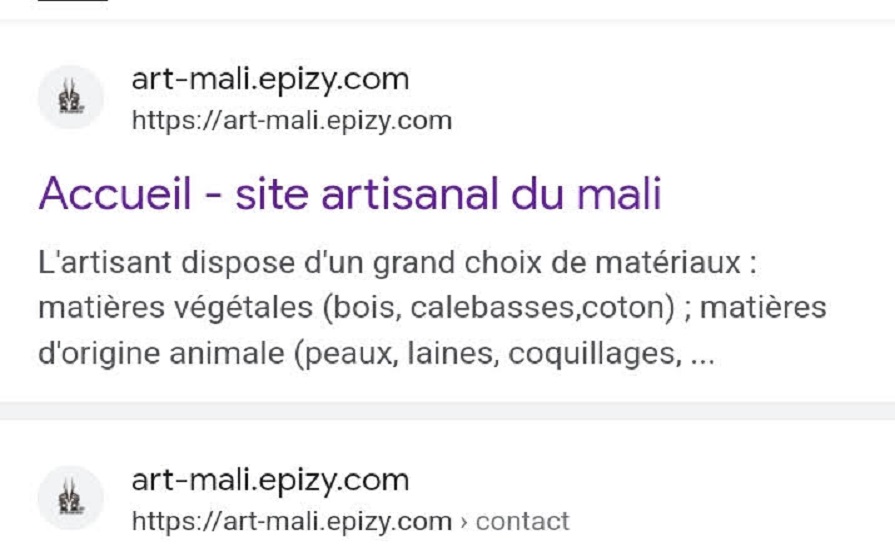 art-mali.epizy.com
https://art-mali.epizy.com
Accueil - site artisanal du mali
L'artisant dispose d'un grand choix de matériaux :
matières végétales (bois, calebasses,coton) ; matières
d'origine animale (peaux, laines, coquillages, ...
art-mali.epizy.com
https://art-mali.epizy.com › contact